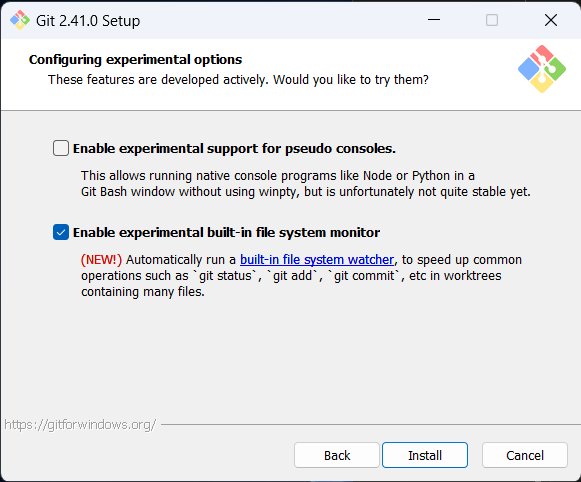 Git 2.41.0 Setup
Configuring experimental options
These features are developed actively. Would you like to try them?
Enable experimental support for pseudo consoles.
This allows running native console programs like Node or Python in a
Git Bash window without using winpty, but is unfortunately not quite stable yet.
Enable experimental built-in file system monitor
(NEW!) Automatically run a built-in file system watcher, to speed up common
operations such as `git status`, `git add`, `git commit`, etc in worktrees
containing many files.
https://gitforwindows.org/
Back Install Cancel